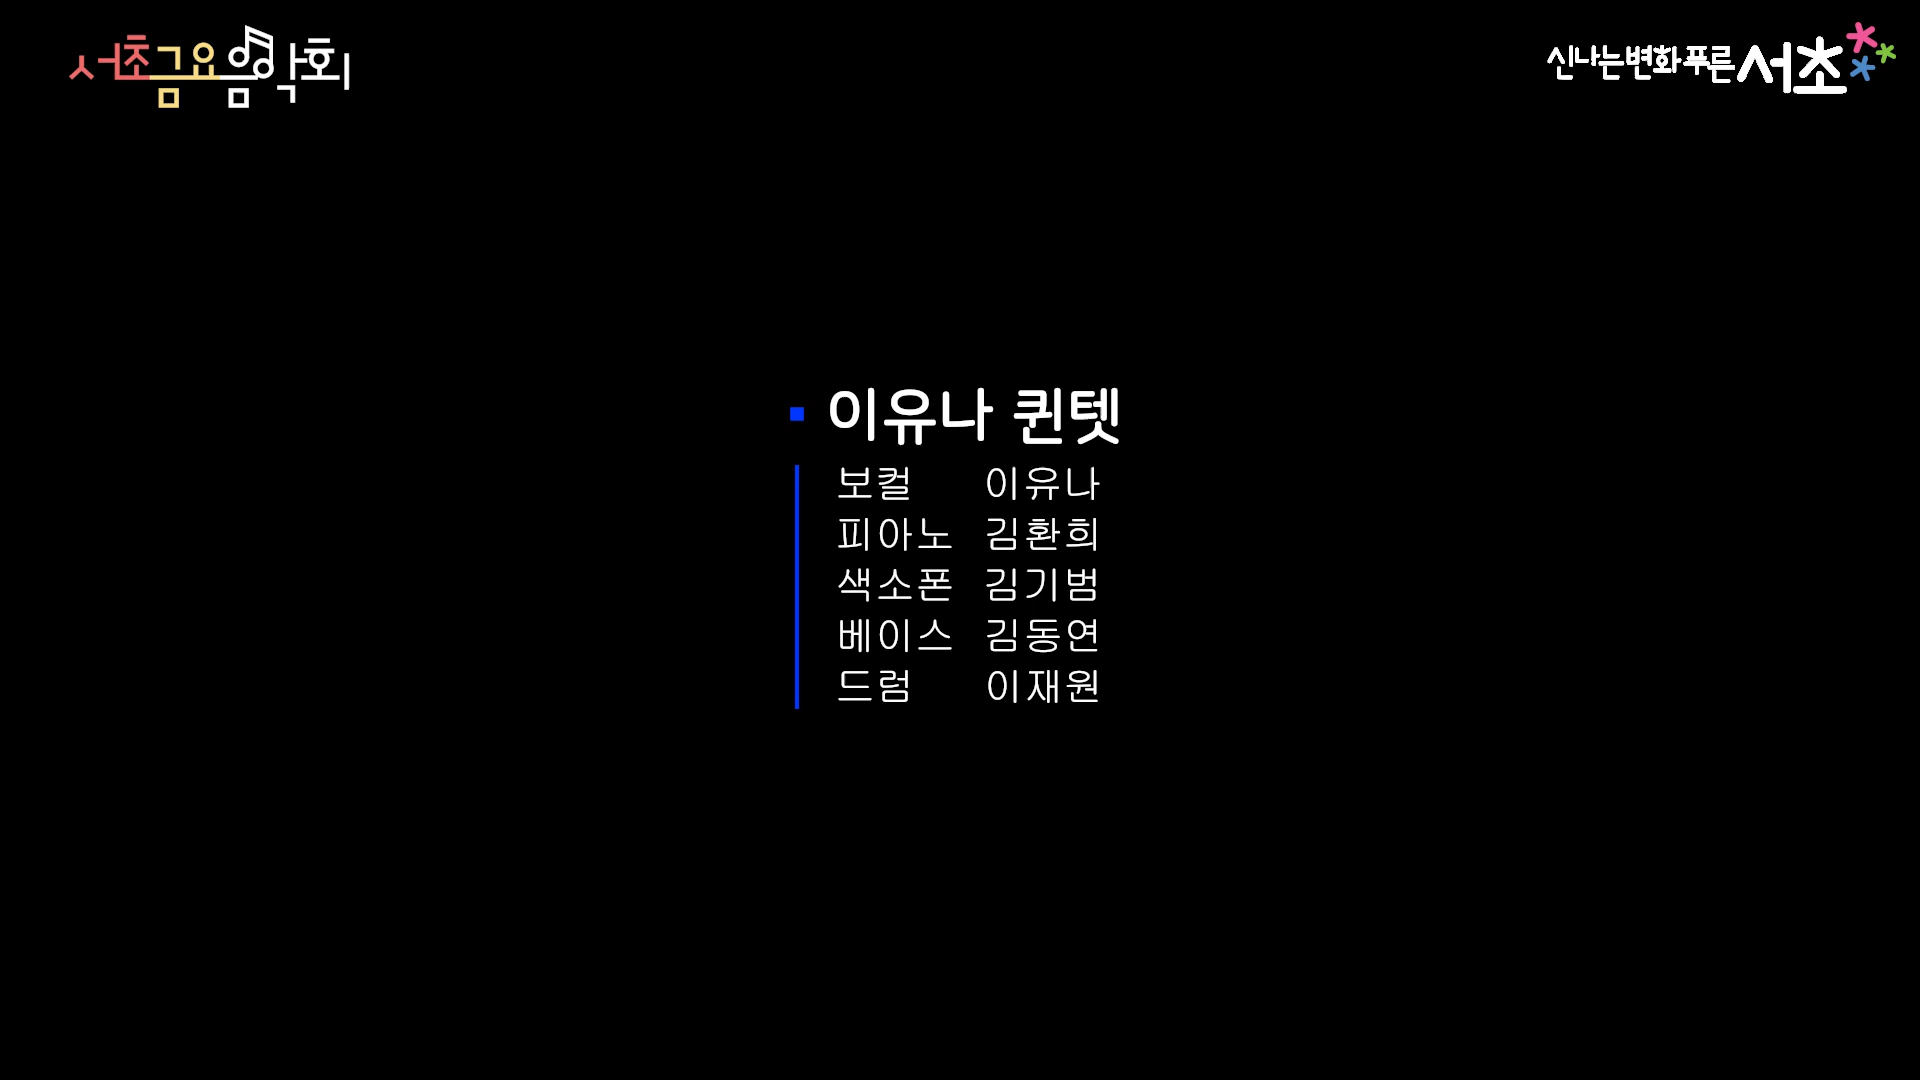 서초금요음악회
신나는 변화 푸른 서초
이유나 퀸텟
보컬 이유나
피아노 김환희
색소폰 김기범
베이스 김동연
드럼 이재원